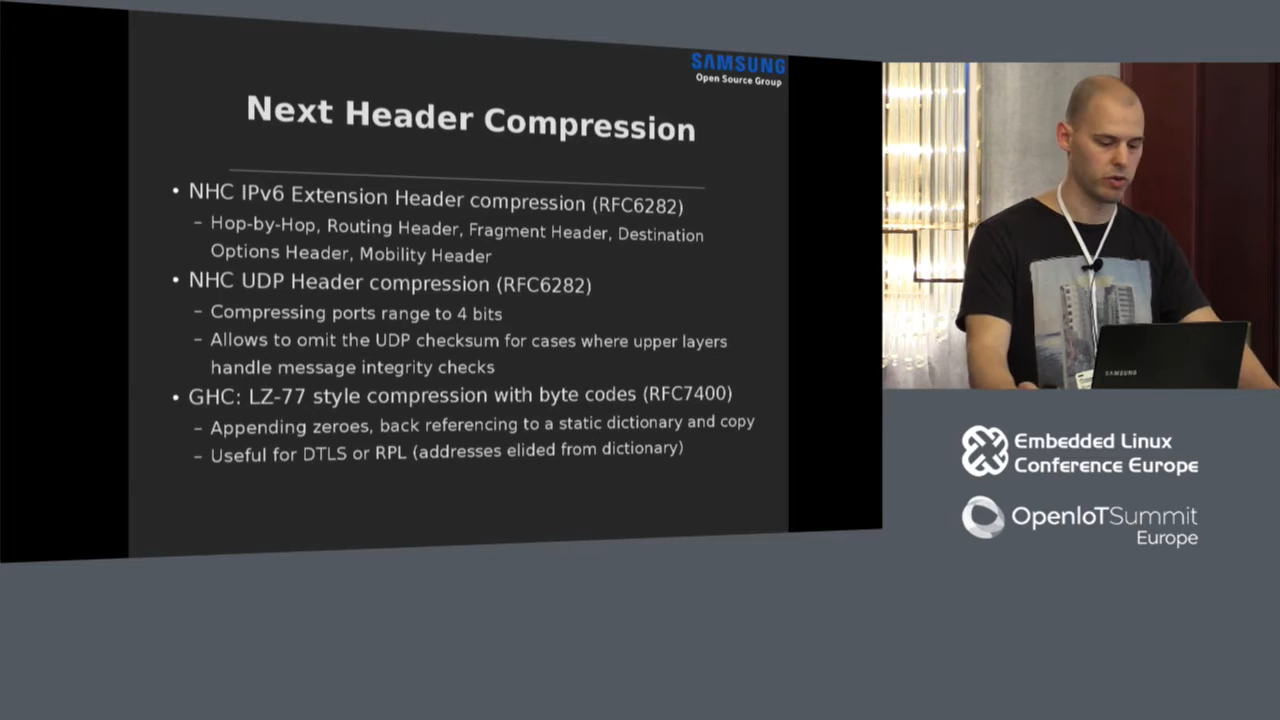 SAMSUNG
Open Source Group
Next Header Compression
• NHC IPv6 Extension Header compression (RFC6282)
– Hop-by-Hop, Routing Header, Fragment Header, Destination
Options Header, Mobility Header
• NHC UDP Header compression (RFC6282)
– Compressing ports range to 4 bits
– Allows to omit the UDP checksum for cases where upper layers
handle message integrity checks
• GHC: LZ-77 style compression with byte codes (RFC7400)
– Appending zeroes, back referencing to a static dictionary and copy
– Useful for DTLS or RPL (addresses elided from dictionary)
SAMSUNG
Embedded Linux
Conference Europe
OpenIoTSummit
Europe